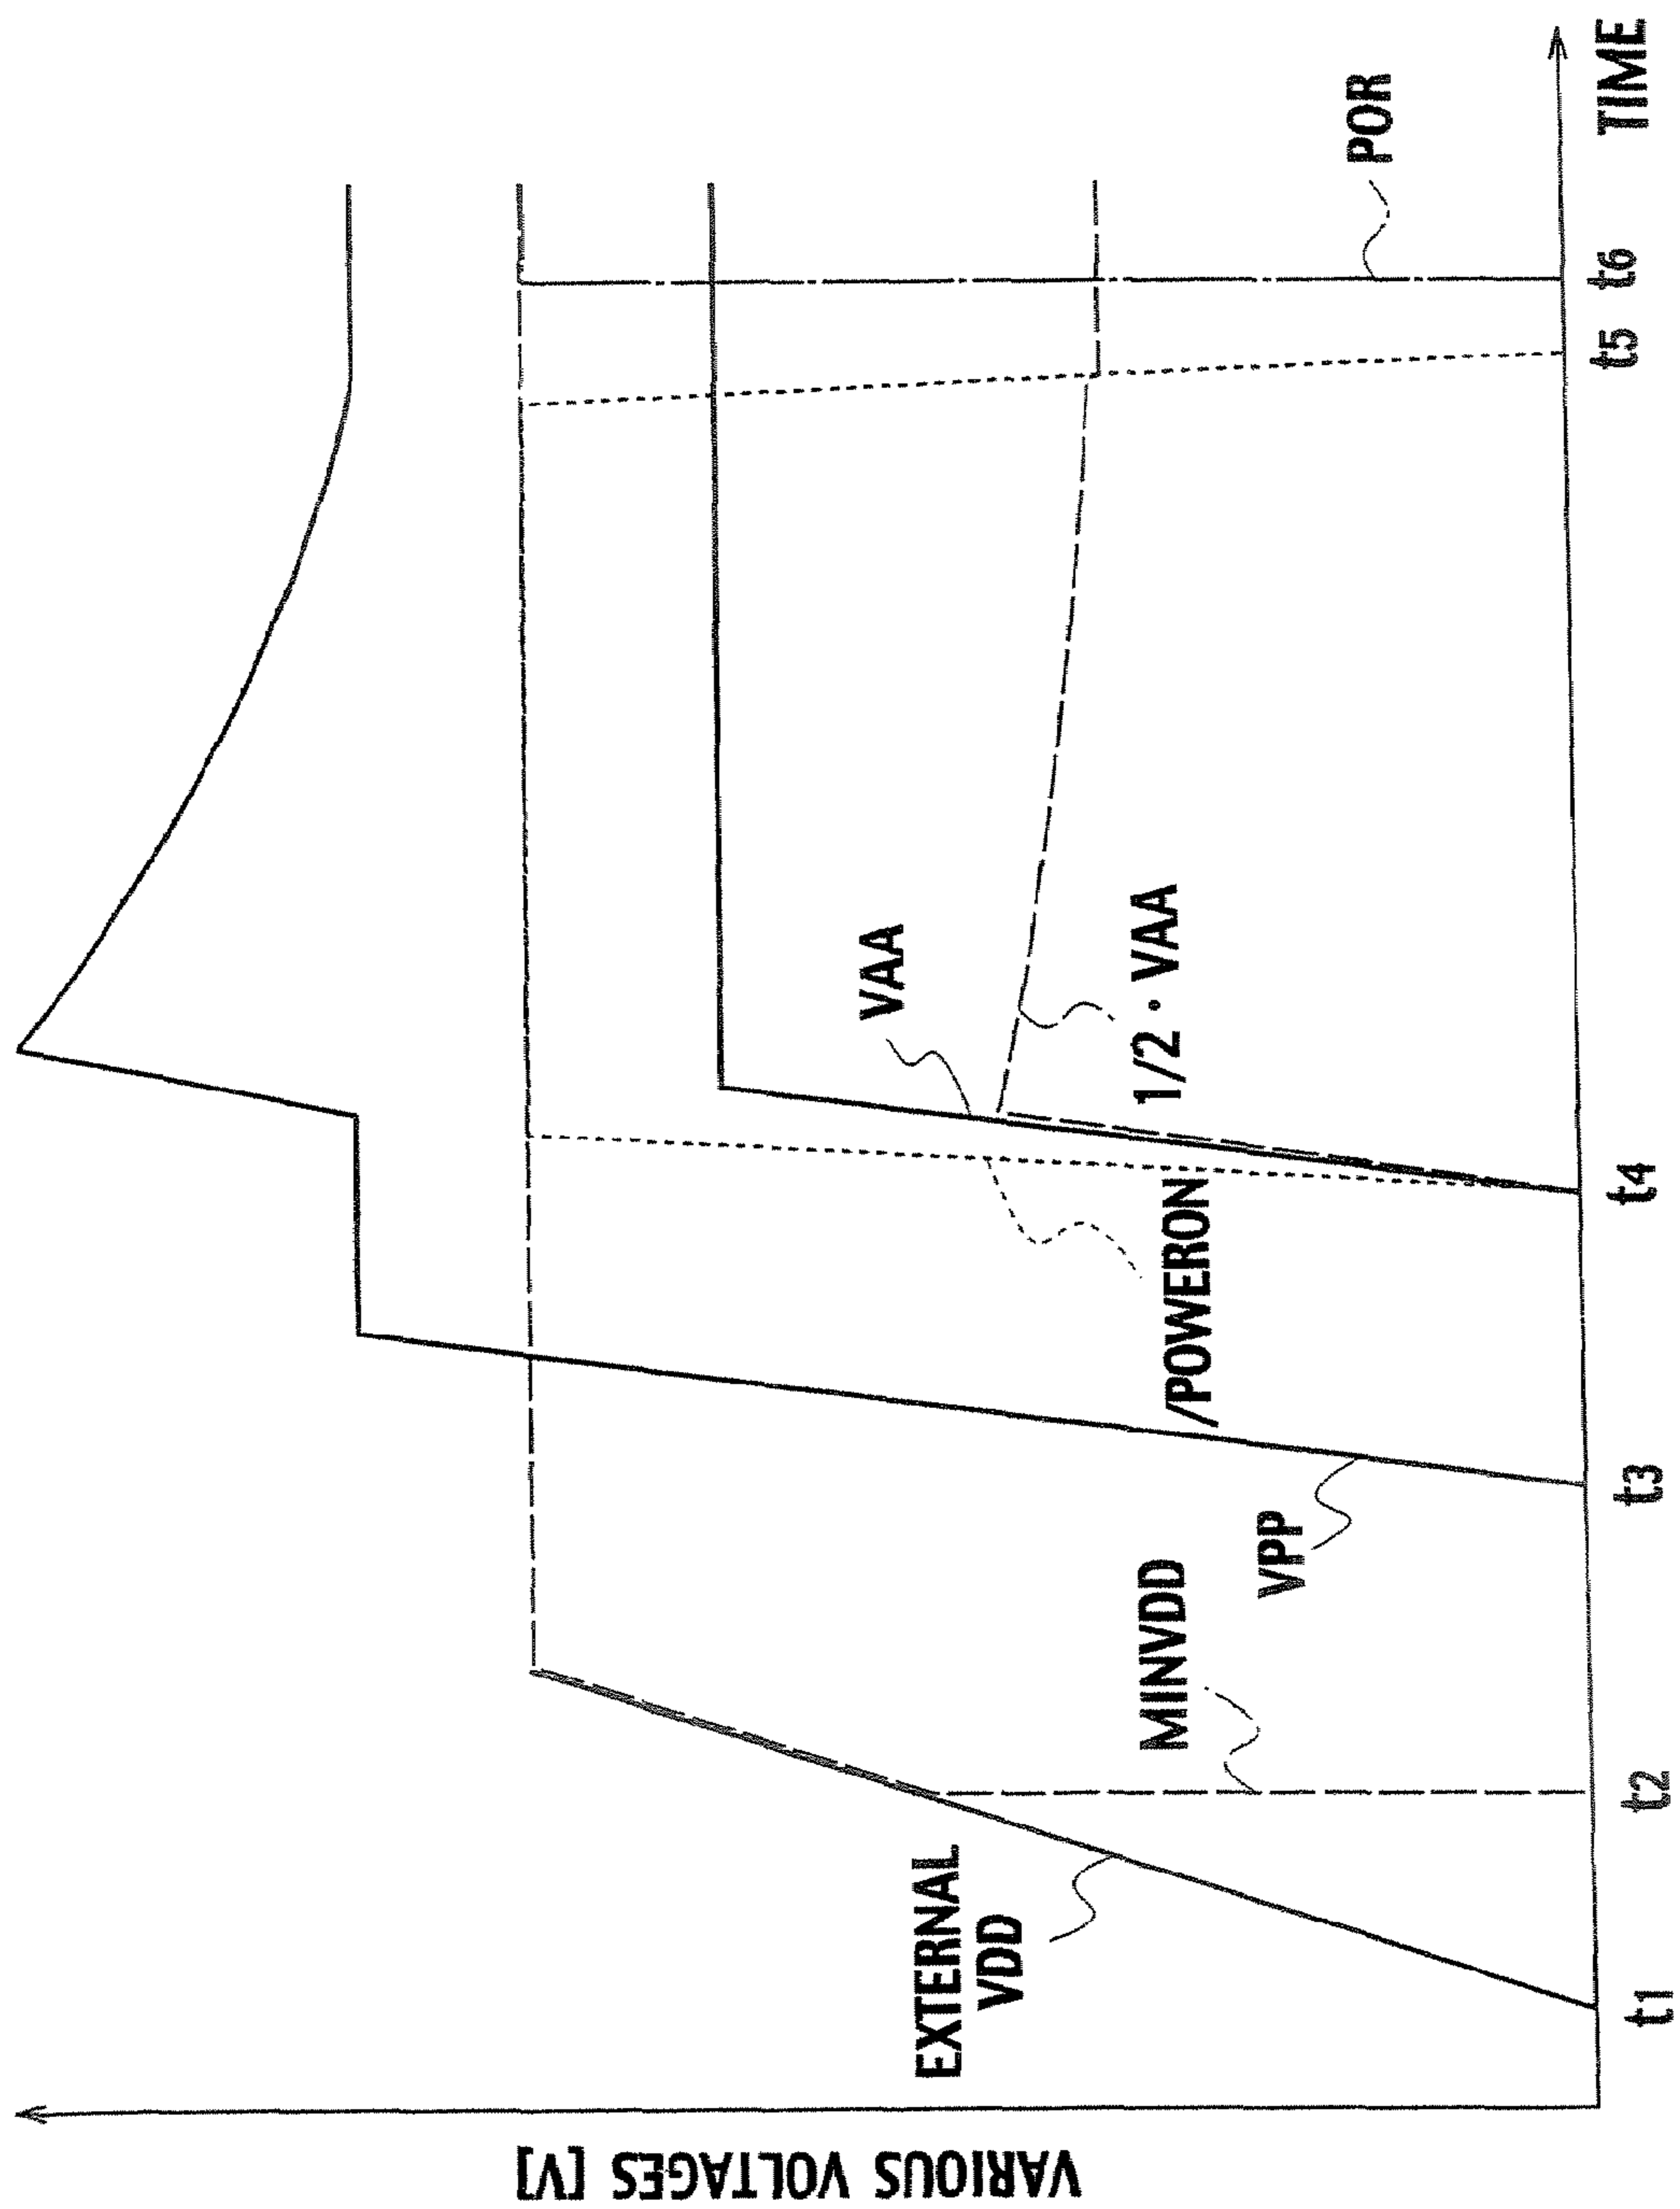 VARIOUS VOLTAGES [V]
EXTERNAL
VDD
MINVDD
VPP
/POWERON
VAA
1/2・VAA
POR
t1
t2
t3
t4
t5
t6
TIME